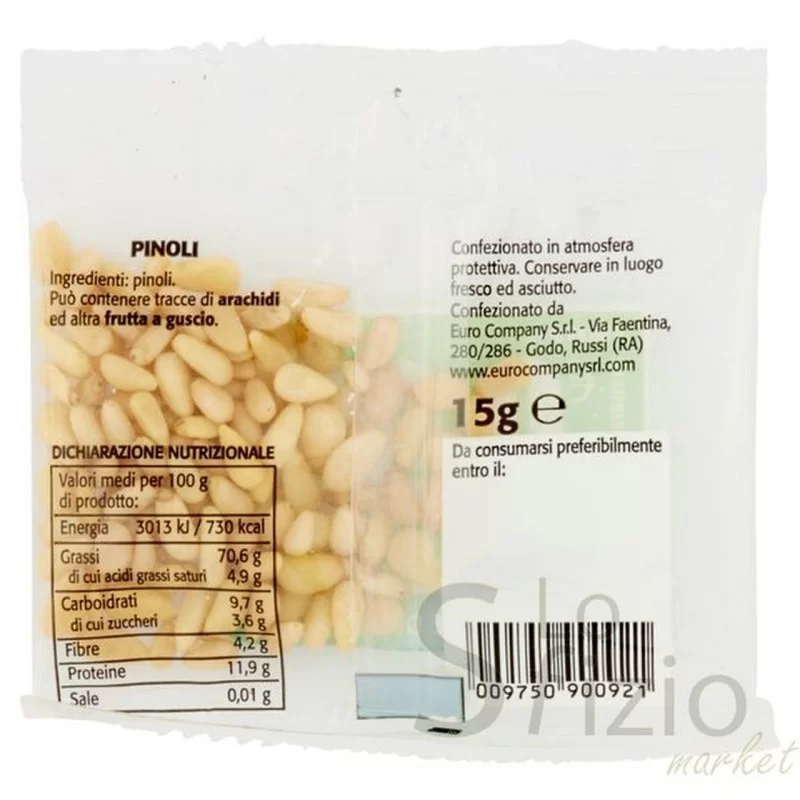 PINOLI
Ingredienti: pinoli.
Può contenere tracce di arachidi
ed altra frutta a guscio.
DICHIARAZIONE NUTRIZIONALE
Valori medi per 100 g
di prodotto:
Energia 3013 kJ / 730 kcal
Grassi 70,6 g
di cui acidi grassi saturi 4,9 g
Carboidrati 9,7 g
di cui zuccheri 3,6 g
Fibre 4,2 g
Proteine 11,9 g
Sale 0,01 g
Confezionato in atmosfera
protettiva. Conservare in luogo
fresco ed asciutto.
Confezionato da
Euro Company S.r.l. - Via Faentina,
280/286 - Godo, Russi (RA)
www.eurocompanysrl.com
15g e
Da consumarsi preferibilmente
entro il:
009750 900921
Lo
Sfizio
market